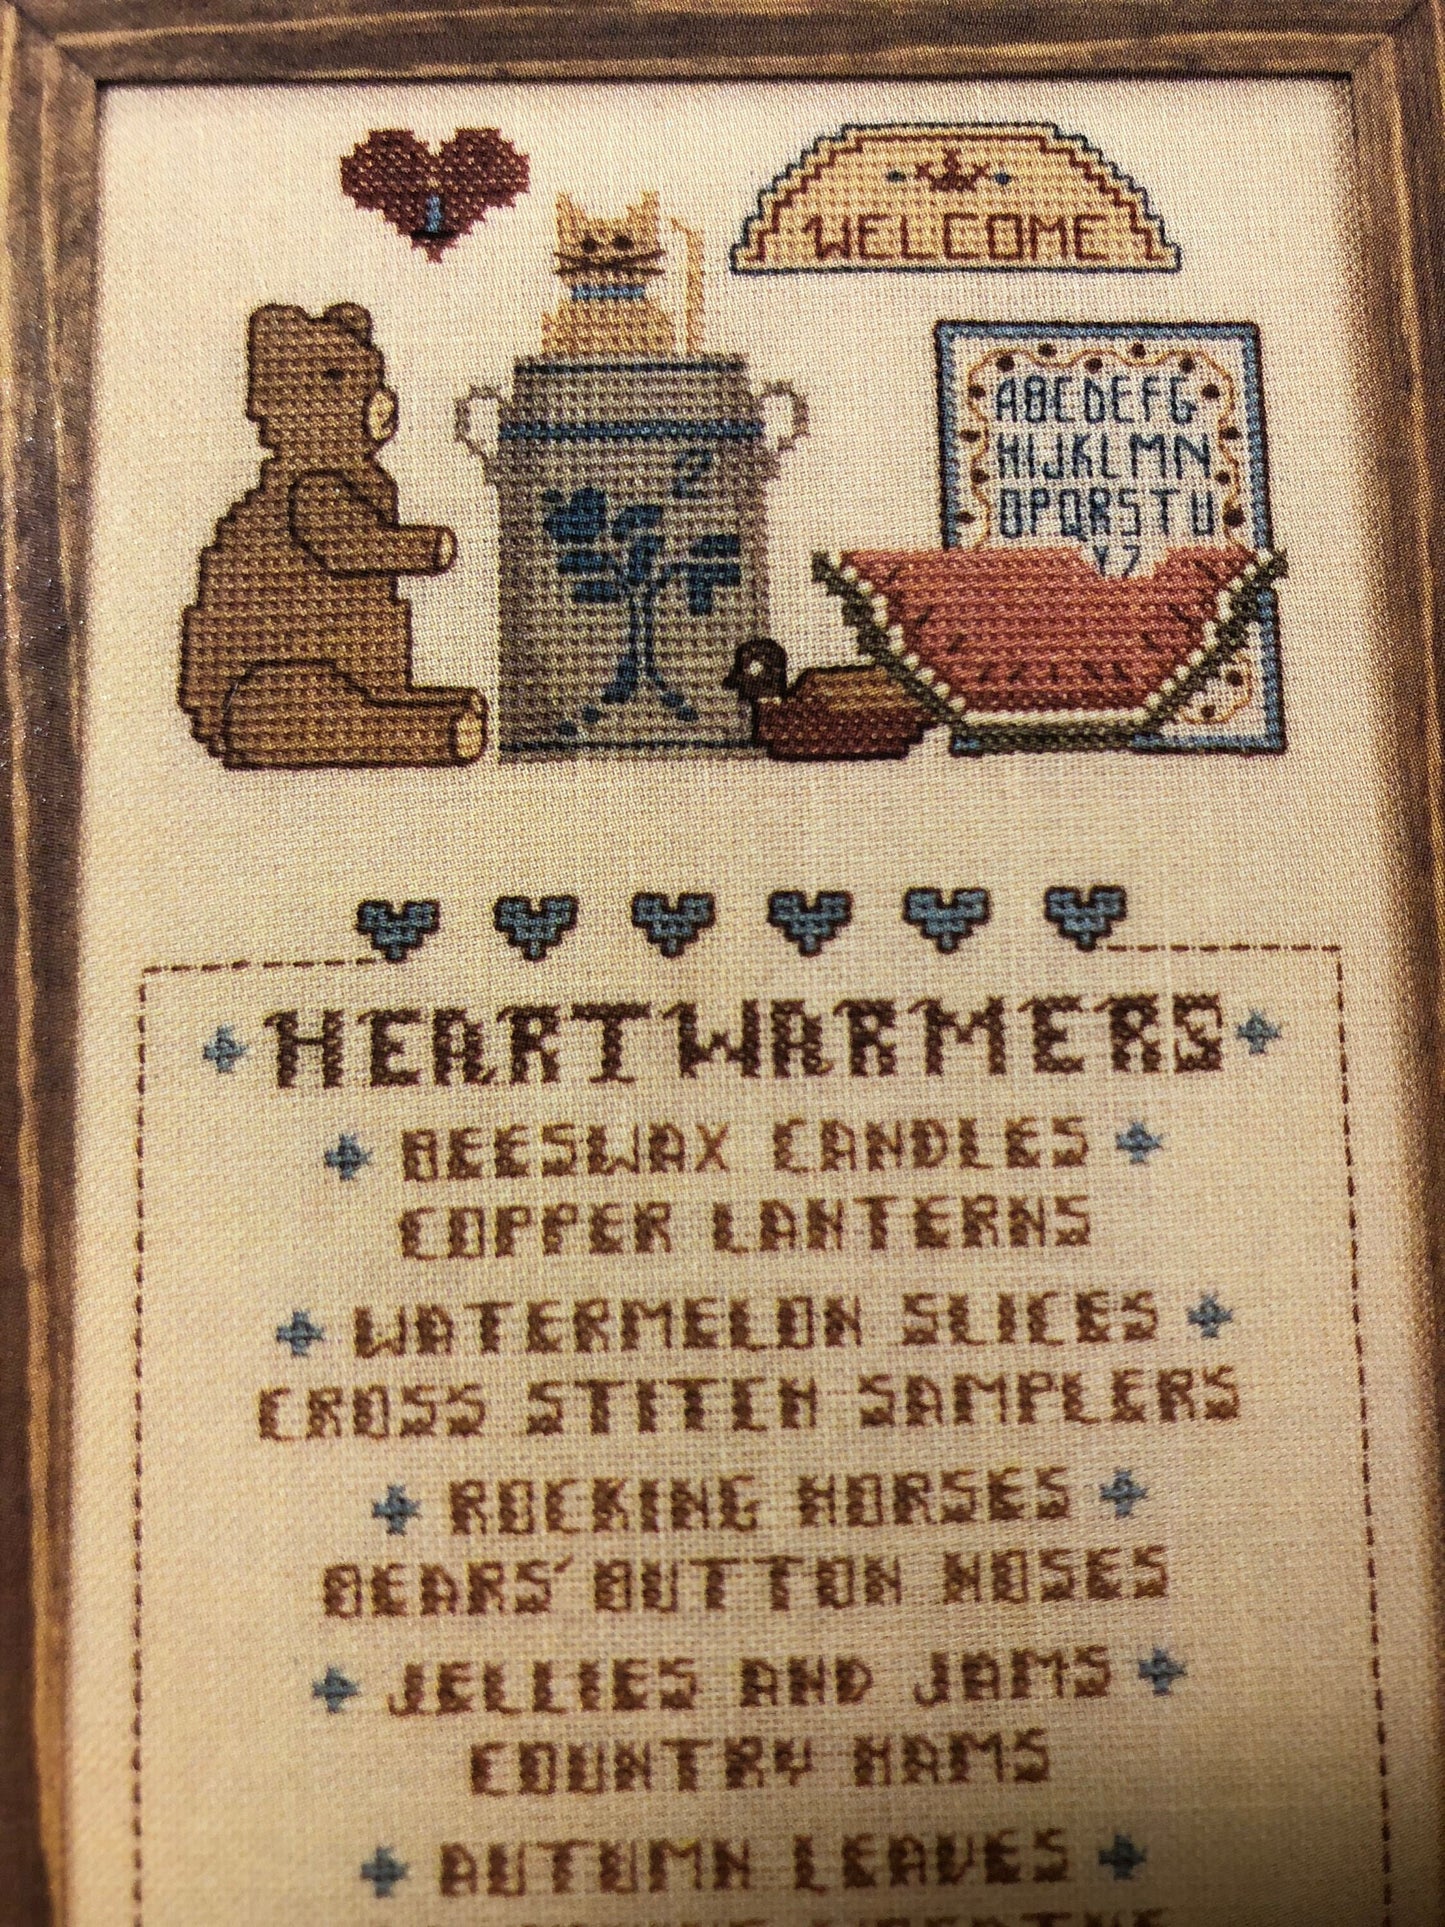 WELCOME
2
ABCDEFG
HIJKLMN
OPQRSTU
HEARTWARMERS
BEESWAX CANDLES
COPPER LANTERNS
WATERMELON SLICES
CROSS STITCH SAMPLERS
ROCKING HORSES
BEARS' BUTTON NOSES
JELLIES AND JAMS
COUNTRY HAMS
AUTUMN LEAVES